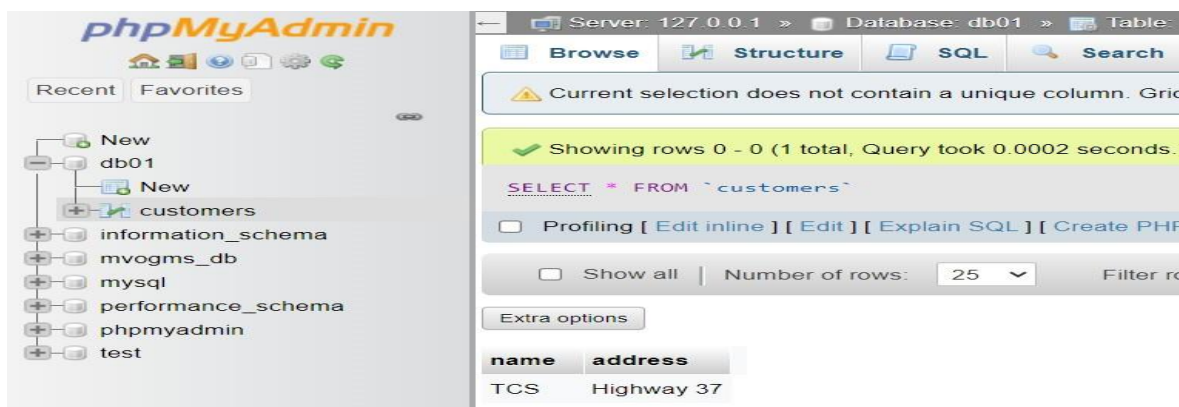 phpMyAdmin
Recent Favorites
New
db01
New
customers
information_schema
mvogms_db
mysql
performance_schema
phpmyadmin
test
Server: 127.0.0.1 » Database: db01 » Table:
Browse Structure SQL Search
Current selection does not contain a unique column. Grid
Showing rows 0 - 0 (1 total, Query took 0.0002 seconds.
SELECT * FROM `customers`
Profiling [ Edit inline ] [ Edit ] [ Explain SQL ] [ Create PHP
Show all | Number of rows: 25 Filter ro
Extra options
name address
TCS Highway 37